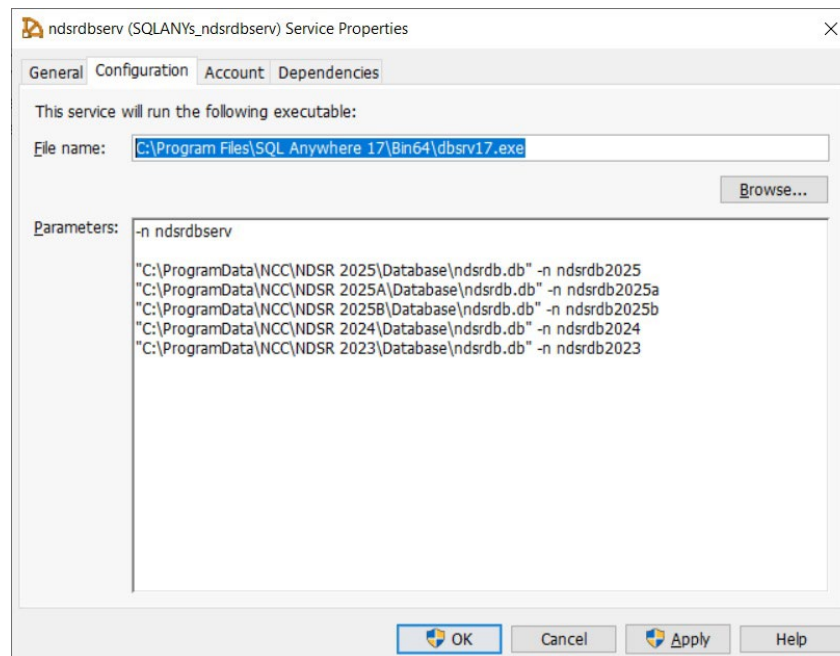 ndsrdbserv (SQLANYs_ndsrdbserv) Service Properties
General Configuration Account Dependencies
This service will run the following executable:
File name: C:\Program Files\SQL Anywhere 17\Bin64\dbsrv17.exe
Browse...
Parameters: -n ndsrdbserv
"C:\ProgramData\NCC\NDSR 2025\Database\ndsrdb.db" -n ndsrdb2025
"C:\ProgramData\NCC\NDSR 2025A\Database\ndsrdb.db" -n ndsrdb2025a
"C:\ProgramData\NCC\NDSR 2025B\Database\ndsrdb.db" -n ndsrdb2025b
"C:\ProgramData\NCC\NDSR 2024\Database\ndsrdb.db" -n ndsrdb2024
"C:\ProgramData\NCC\NDSR 2023\Database\ndsrdb.db" -n ndsrdb2023
OK Cancel Apply Help